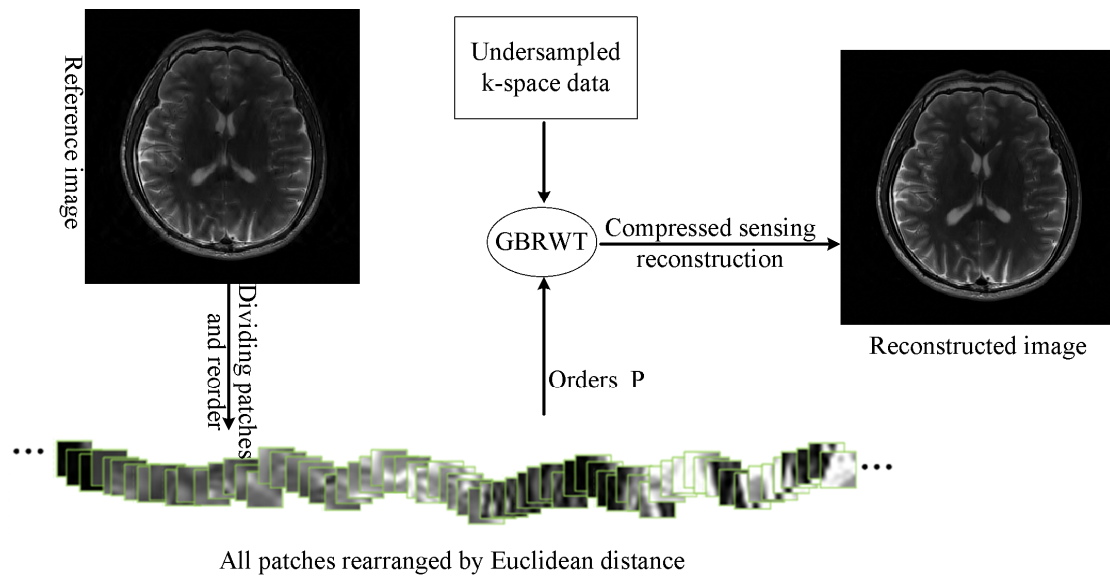 Reference image
Undersampled
k-space data
GBRWT
Compressed sensing
reconstruction
Reconstructed image
Dividing patches
and reorder
Orders P
...
...
All patches rearranged by Euclidean distance